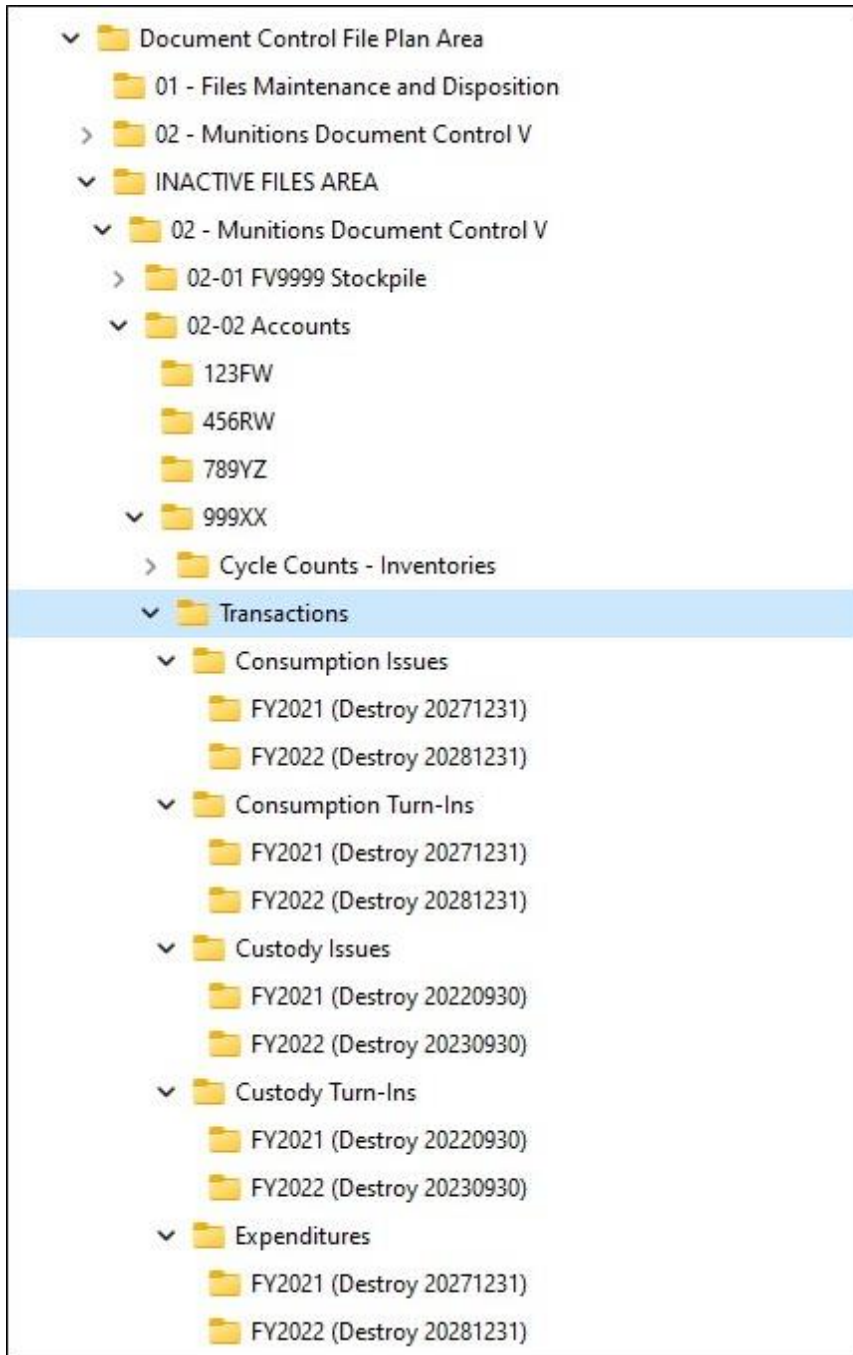 Document Control File Plan Area
01 - Files Maintenance and Disposition
02 - Munitions Document Control V
INACTIVE FILES AREA
02 - Munitions Document Control V
02-01 FV9999 Stockpile
02-02 Accounts
123FW
456RW
789YZ
999XX
Cycle Counts - Inventories
Transactions
Consumption Issues
FY2021 (Destroy 20271231)
FY2022 (Destroy 20281231)
Consumption Turn-Ins
FY2021 (Destroy 20271231)
FY2022 (Destroy 20281231)
Custody Issues
FY2021 (Destroy 20220930)
FY2022 (Destroy 20230930)
Custody Turn-Ins
FY2021 (Destroy 20220930)
FY2022 (Destroy 20230930)
Expenditures
FY2021 (Destroy 20271231)
FY2022 (Destroy 20281231)